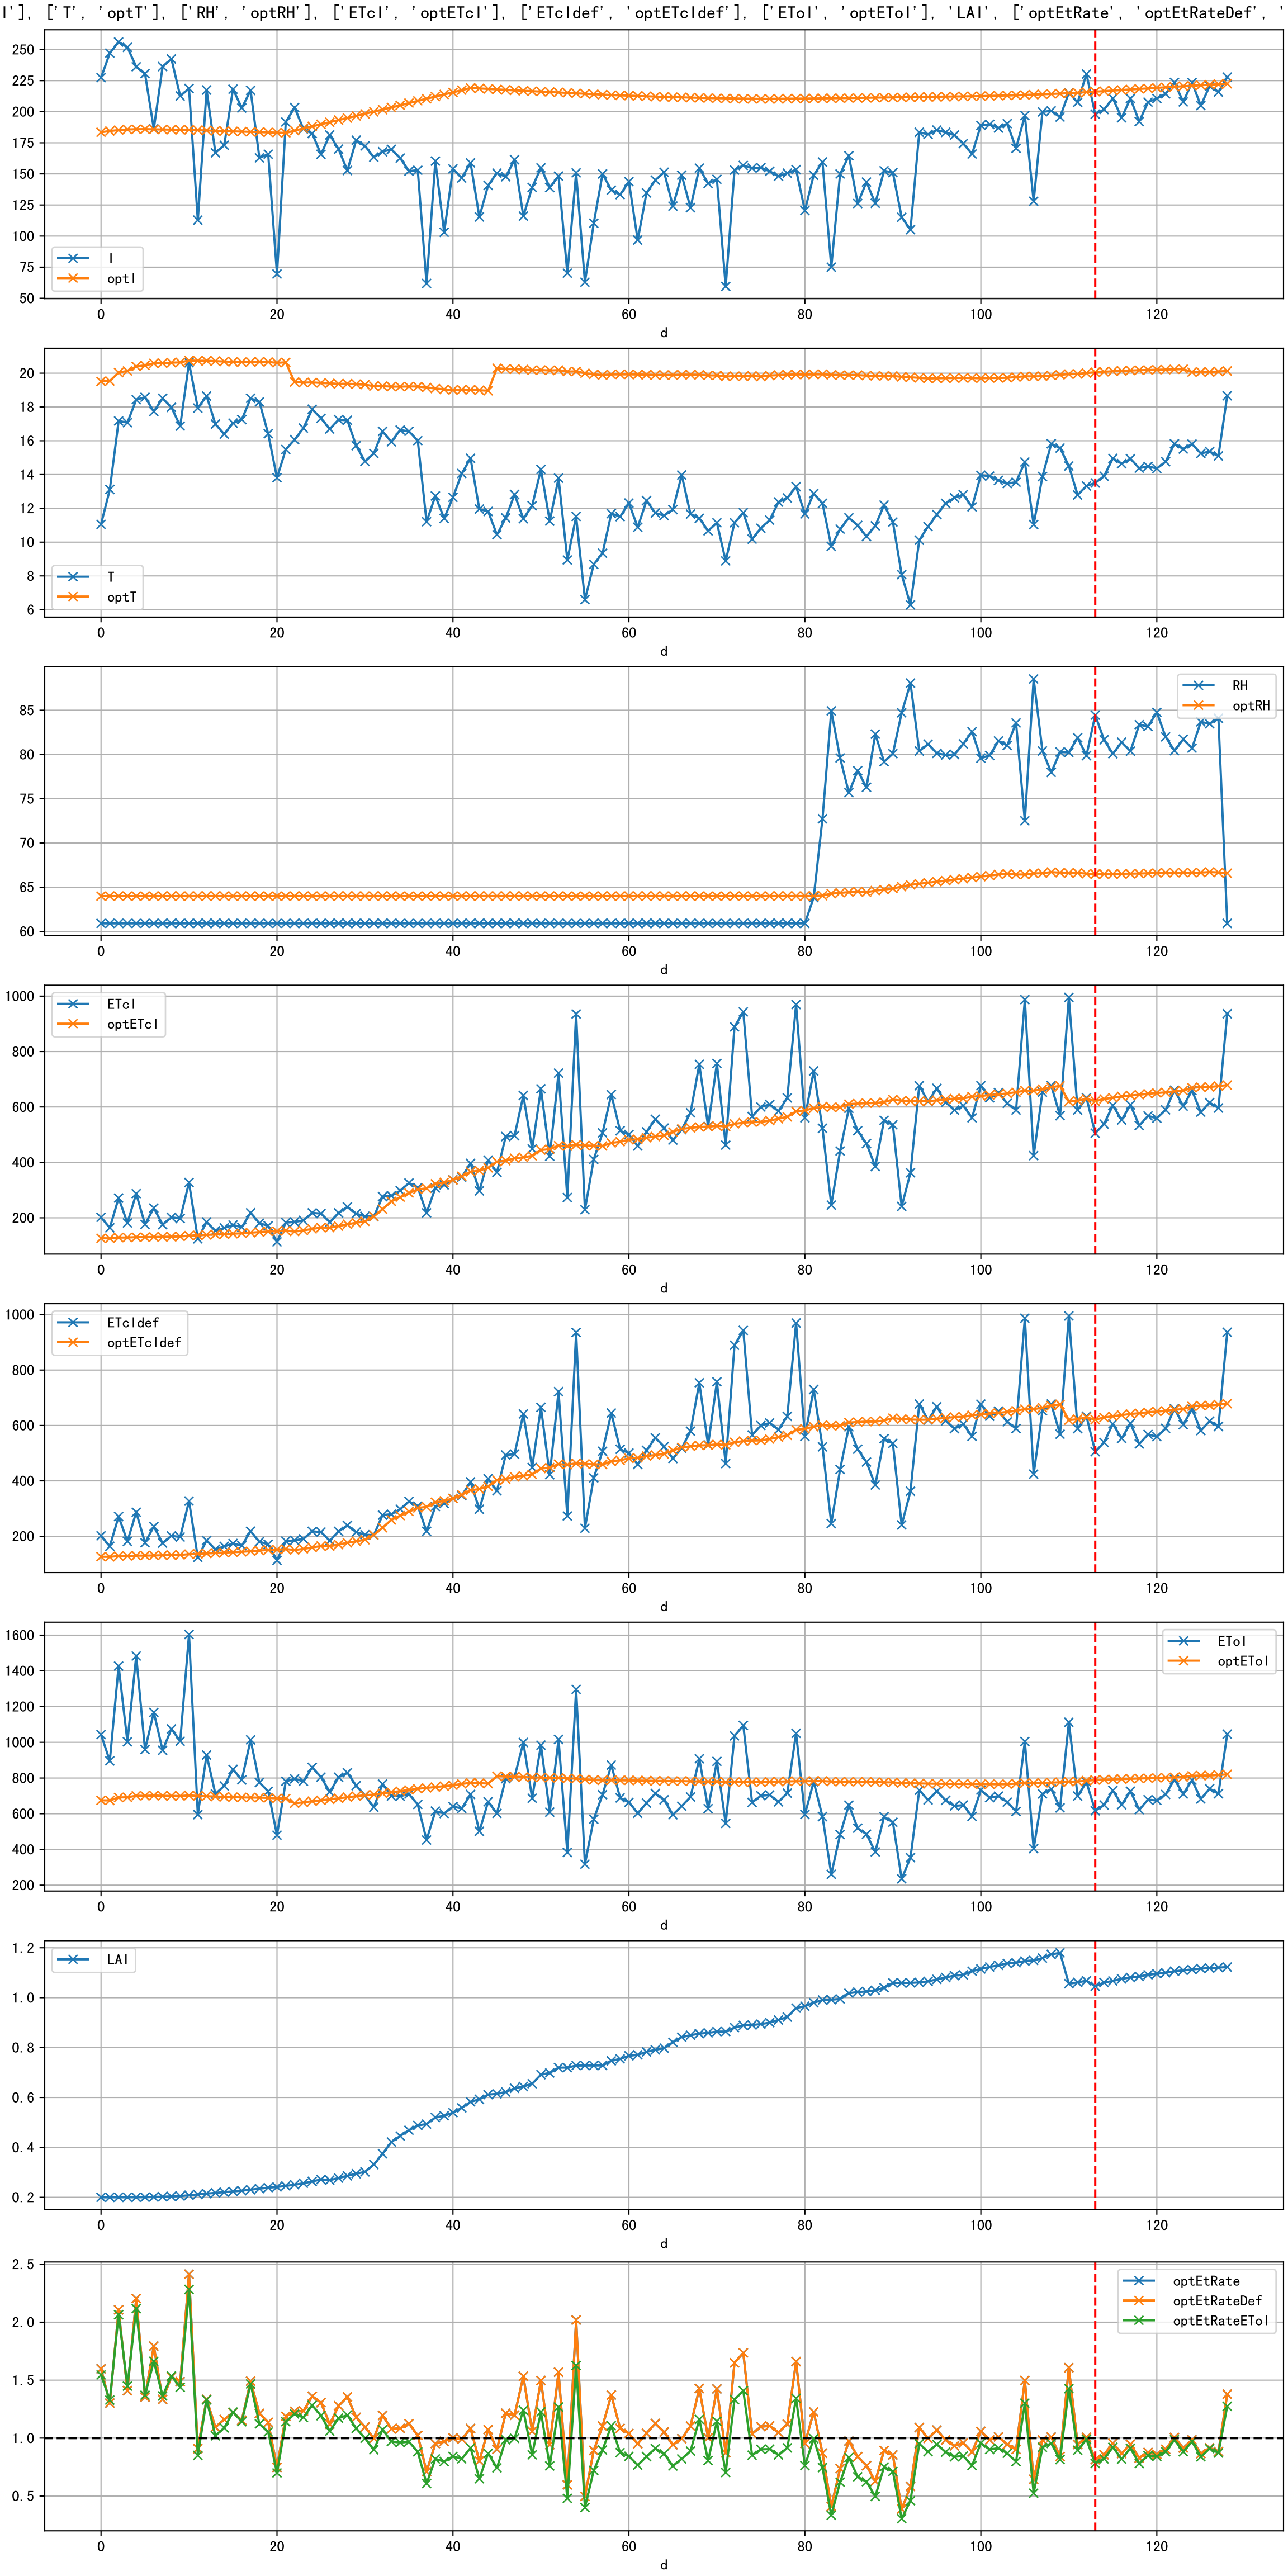 I'], ['T', 'optT'], ['RH', 'optRH'], ['ETcI', 'optETcI'], ['ETcIdef', 'optETcIdef'], ['EToI', 'optEToI'], 'LAI', ['optEtRate', 'optEtRateDef', '
250
225
200
175
150
125
100
75
50
I
optI
0 20 40 60 80 100 120
d
20
18
16
14
12
10
8
6
T
optT
0 20 40 60 80 100 120
d
85
80
75
70
65
60
RH
optRH
0 20 40 60 80 100 120
d
1000
800
600
400
200
ETcI
optETcI
0 20 40 60 80 100 120
d
1000
800
600
400
200
ETcIdef
optETcIdef
0 20 40 60 80 100 120
d
1600
1400
1200
1000
800
600
400
200
EToI
optEToI
0 20 40 60 80 100 120
d
1.2
1.0
0.8
0.6
0.4
0.2
LAI
0 20 40 60 80 100 120
d
2.5
2.0
1.5
1.0
0.5
optEtRate
optEtRateDef
optEtRateEToI
0 20 40 60 80 100 120
d